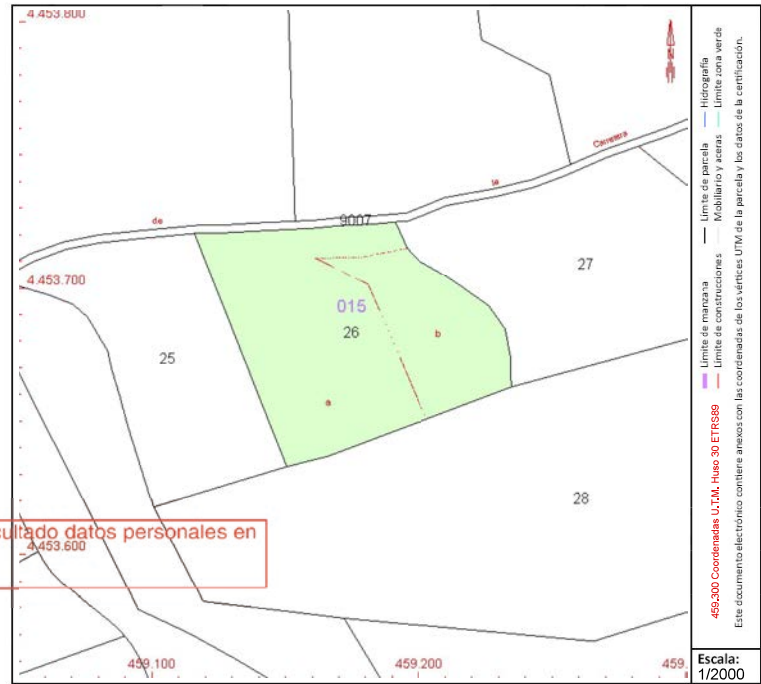 4.453.800
Carretera
la
de
9007
4.453.700
27
015
26
b
25
a
28
cultado datos personales en
4.453.600
459.100
459.200
459.
N
Límite de manzana
Límite de parcela
Hidrografía
Límite de construcciones
Mobiliario y aceras
Límite zona verde
459,300 Coordenadas U.T.M. Huso 30 ETRS89
Este documento electrónico contiene anexos con las coordenadas de los vértices UTM de la parcela y los datos de la certificación.
Escala:
1/2000